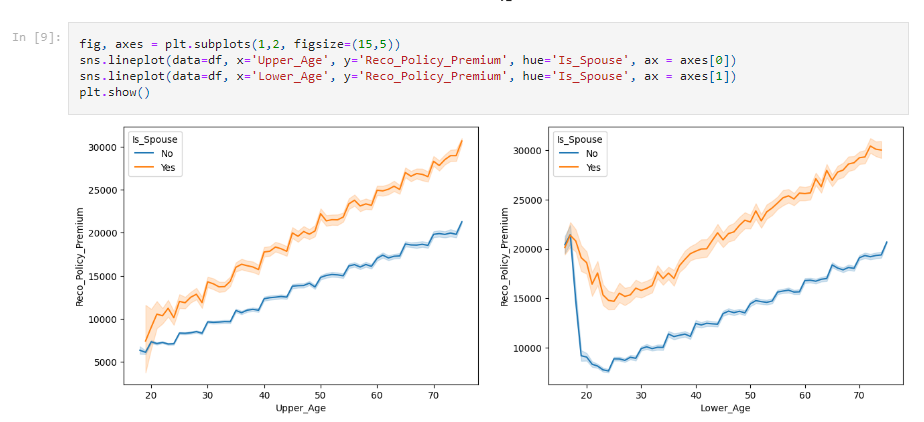 In [9]:
fig, axes = plt.subplots(1,2, figsize=(15,5))
sns.lineplot(data=df, x='Upper_Age', y='Reco_Policy_Premium', hue='Is_Spouse', ax = axes[0])
sns.lineplot(data=df, x='Lower_Age', y='Reco_Policy_Premium', hue='Is_Spouse', ax = axes[1])
plt.show()
Is_Spouse
No
Yes
30000
25000
20000
15000
10000
5000
Reco_Policy_Premium
20 30 40 50 60 70
Upper_Age
Is_Spouse
No
Yes
30000
25000
20000
15000
10000
Reco_Policy_Premium
20 30 40 50 60 70
Lower_Age